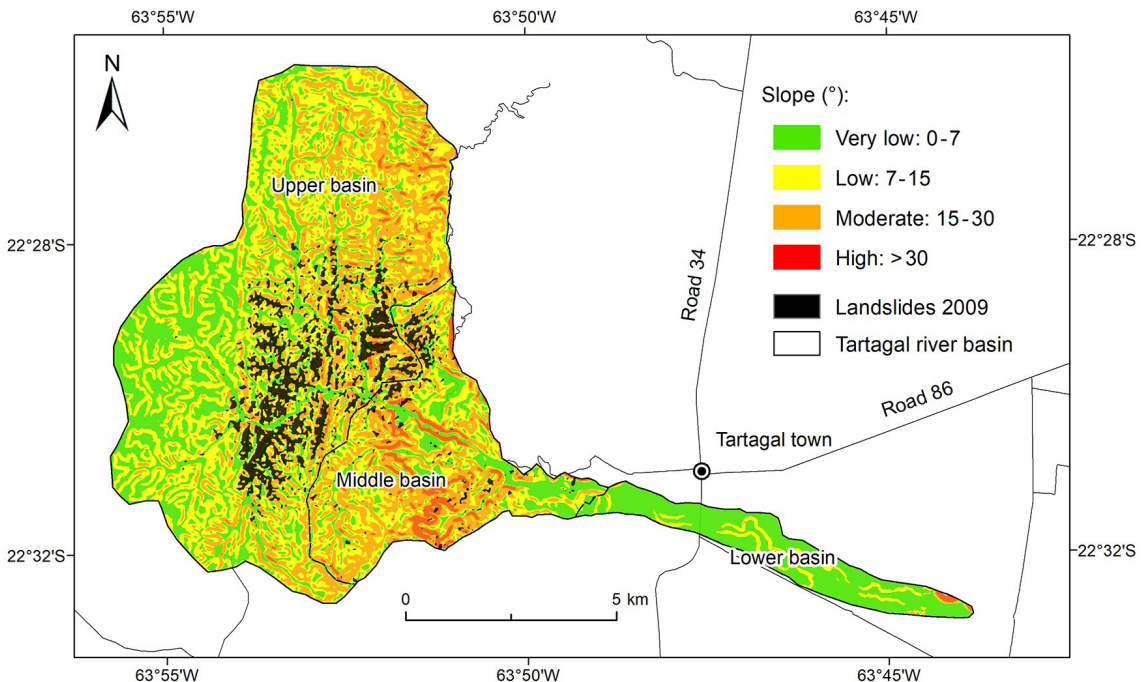 63°55'W 63°50'W 63°45'W
N
Slope (°):
Very low: 0-7
Low: 7-15
Moderate: 15-30
High: >30
Landslides 2009
Tartagal river basin
Upper basin
22°28'S 22°28'S
Road 34
Road 86
Tartagal town
Middle basin
22°32'S 22°32'S
Lower basin
0 5 km
63°55'W 63°50'W 63°45'W